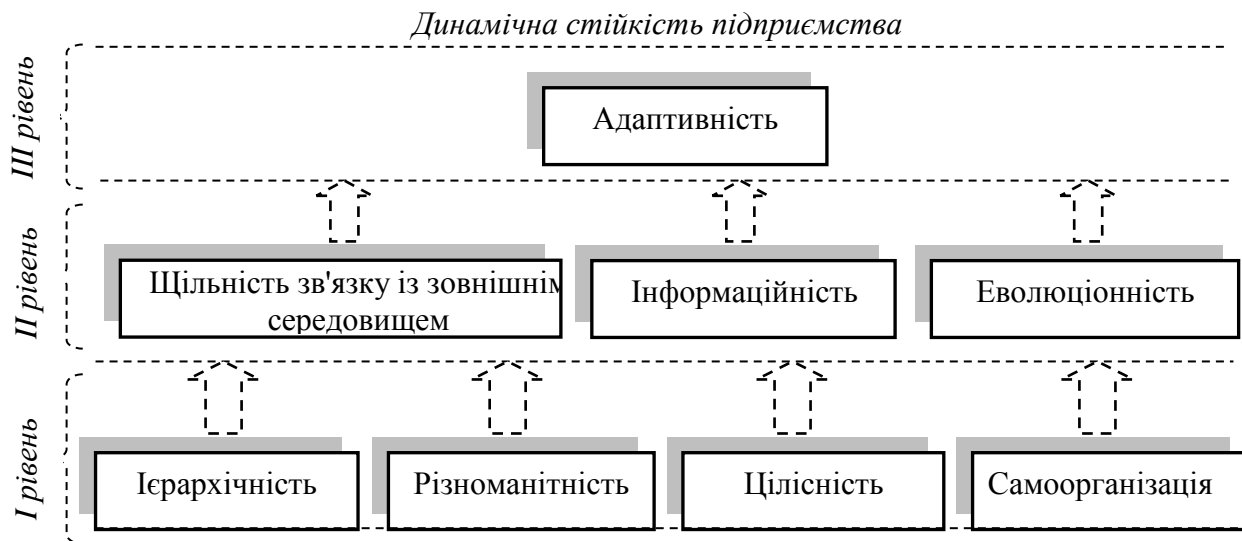 Динамічна стійкість підприємства
III рівень
Адаптивність
II рівень
Щільність зв'язку із зовнішнім
середовищем
Інформаційність
Еволюціонність
I рівень
Ієрархічність
Різноманітність
Цілісність
Самоорганізація